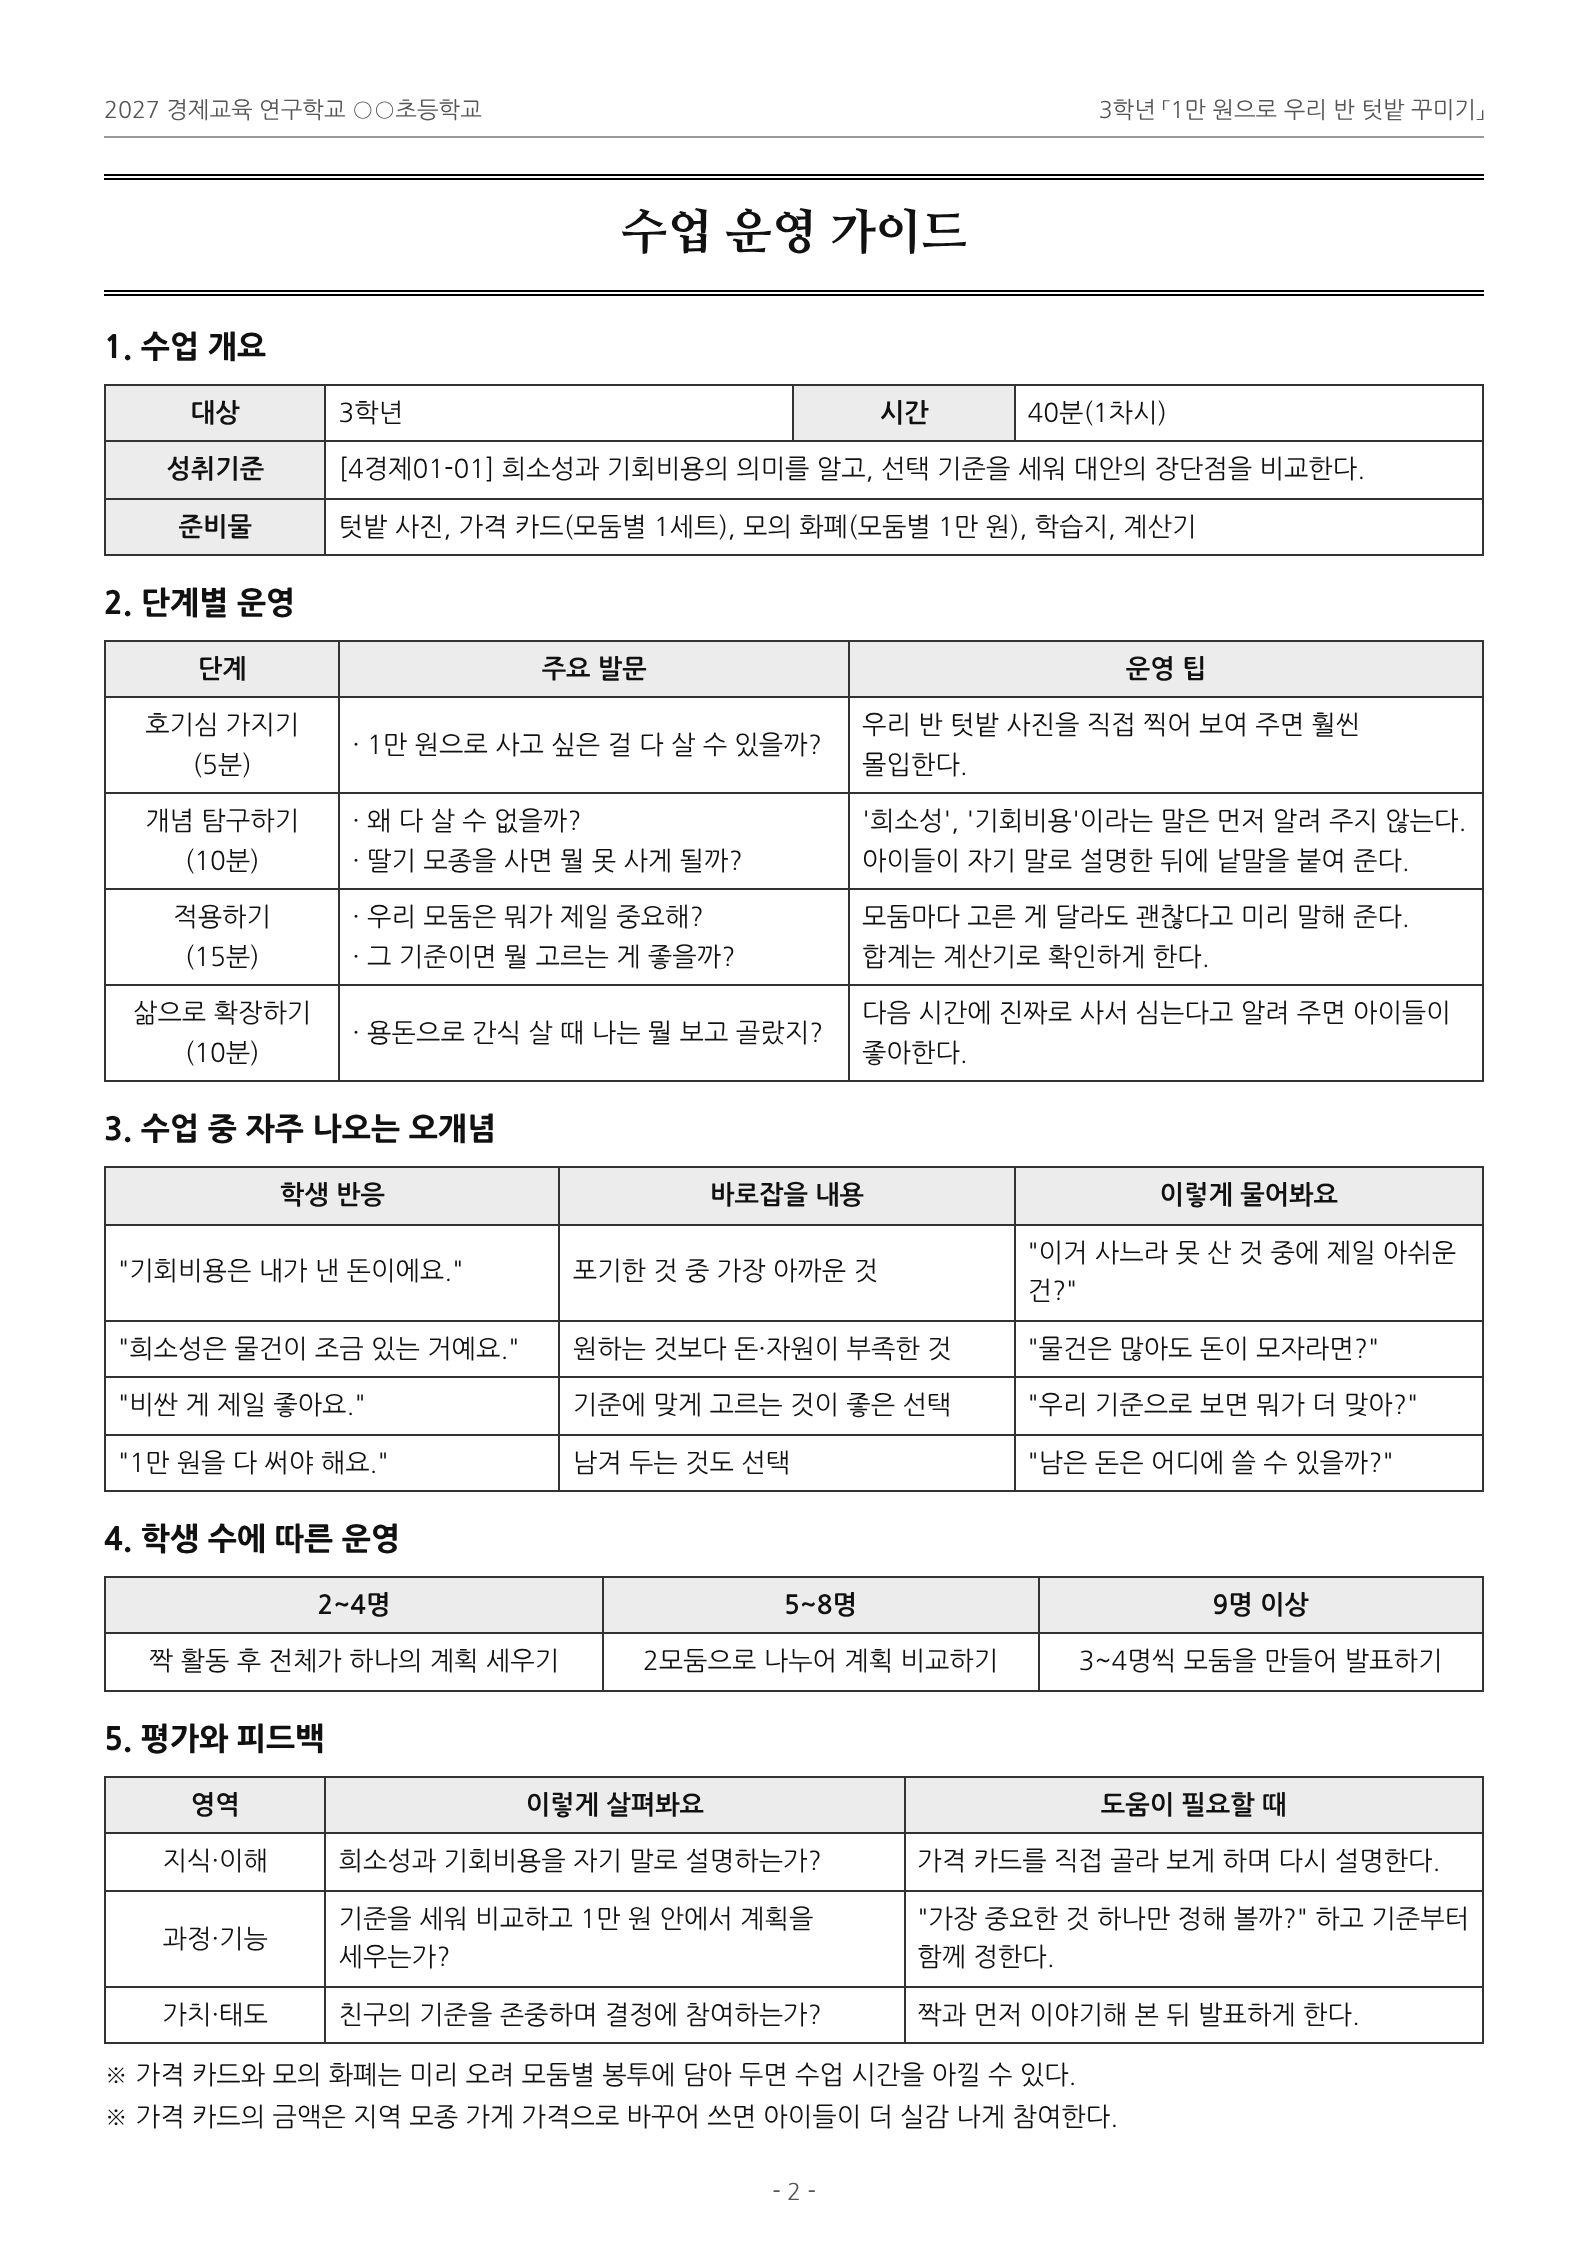 2027 경제교육 연구학교 ○○초등학교
3학년 「1만 원으로 우리 반 텃밭 꾸미기」
수업 운영 가이드
1. 수업 개요
대상
3학년
시간
40분(1차시)
성취기준
[4경제01-01] 희소성과 기회비용의 의미를 알고, 선택 기준을 세워 대안의 장단점을 비교한다.
준비물
텃밭 사진, 가격 카드(모둠별 1세트), 모의 화폐(모둠별 1만 원), 학습지, 계산기
2. 단계별 운영
단계
주요 발문
운영 팁
호기심 가지기
(5분)
· 1만 원으로 사고 싶은 걸 다 살 수 있을까?
우리 반 텃밭 사진을 직접 찍어 보여 주면 훨씬
몰입한다.
개념 탐구하기
(10분)
· 왜 다 살 수 없을까?
· 딸기 모종을 사면 뭘 못 사게 될까?
'희소성', '기회비용'이라는 말은 먼저 알려 주지 않는다.
아이들이 자기 말로 설명한 뒤에 낱말을 붙여 준다.
적용하기
(15분)
· 우리 모둠은 뭐가 제일 중요해?
· 그 기준이면 뭘 고르는 게 좋을까?
모둠마다 고른 게 달라도 괜찮다고 미리 말해 준다.
합계는 계산기로 확인하게 한다.
삶으로 확장하기
(10분)
· 용돈으로 간식 살 때 나는 뭘 보고 골랐지?
다음 시간에 진짜로 사서 심는다고 알려 주면 아이들이
좋아한다.
3. 수업 중 자주 나오는 오개념
학생 반응
바로잡을 내용
이렇게 물어봐요
"기회비용은 내가 낸 돈이에요."
포기한 것 중 가장 아까운 것
"이거 사느라 못 산 것 중에 제일 아쉬운
건?"
"희소성은 물건이 조금 있는 거예요."
원하는 것보다 돈·자원이 부족한 것
"물건은 많아도 돈이 모자라면?"
"비싼 게 제일 좋아요."
기준에 맞게 고르는 것이 좋은 선택
"우리 기준으로 보면 뭐가 더 맞아?"
"1만 원을 다 써야 해요."
남겨 두는 것도 선택
"남은 돈은 어디에 쓸 수 있을까?"
4. 학생 수에 따른 운영
2~4명
5~8명
9명 이상
짝 활동 후 전체가 하나의 계획 세우기
2모둠으로 나누어 계획 비교하기
3~4명씩 모둠을 만들어 발표하기
5. 평가와 피드백
영역
이렇게 살펴봐요
도움이 필요할 때
지식·이해
희소성과 기회비용을 자기 말로 설명하는가?
가격 카드를 직접 골라 보게 하며 다시 설명한다.
과정·기능
기준을 세워 비교하고 1만 원 안에서 계획을
세우는가?
"가장 중요한 것 하나만 정해 볼까?" 하고 기준부터
함께 정한다.
가치·태도
친구의 기준을 존중하며 결정에 참여하는가?
짝과 먼저 이야기해 본 뒤 발표하게 한다.
※ 가격 카드와 모의 화폐는 미리 오려 모둠별 봉투에 담아 두면 수업 시간을 아낄 수 있다.
※ 가격 카드의 금액은 지역 모종 가게 가격으로 바꾸어 쓰면 아이들이 더 실감 나게 참여한다.
- 2 -